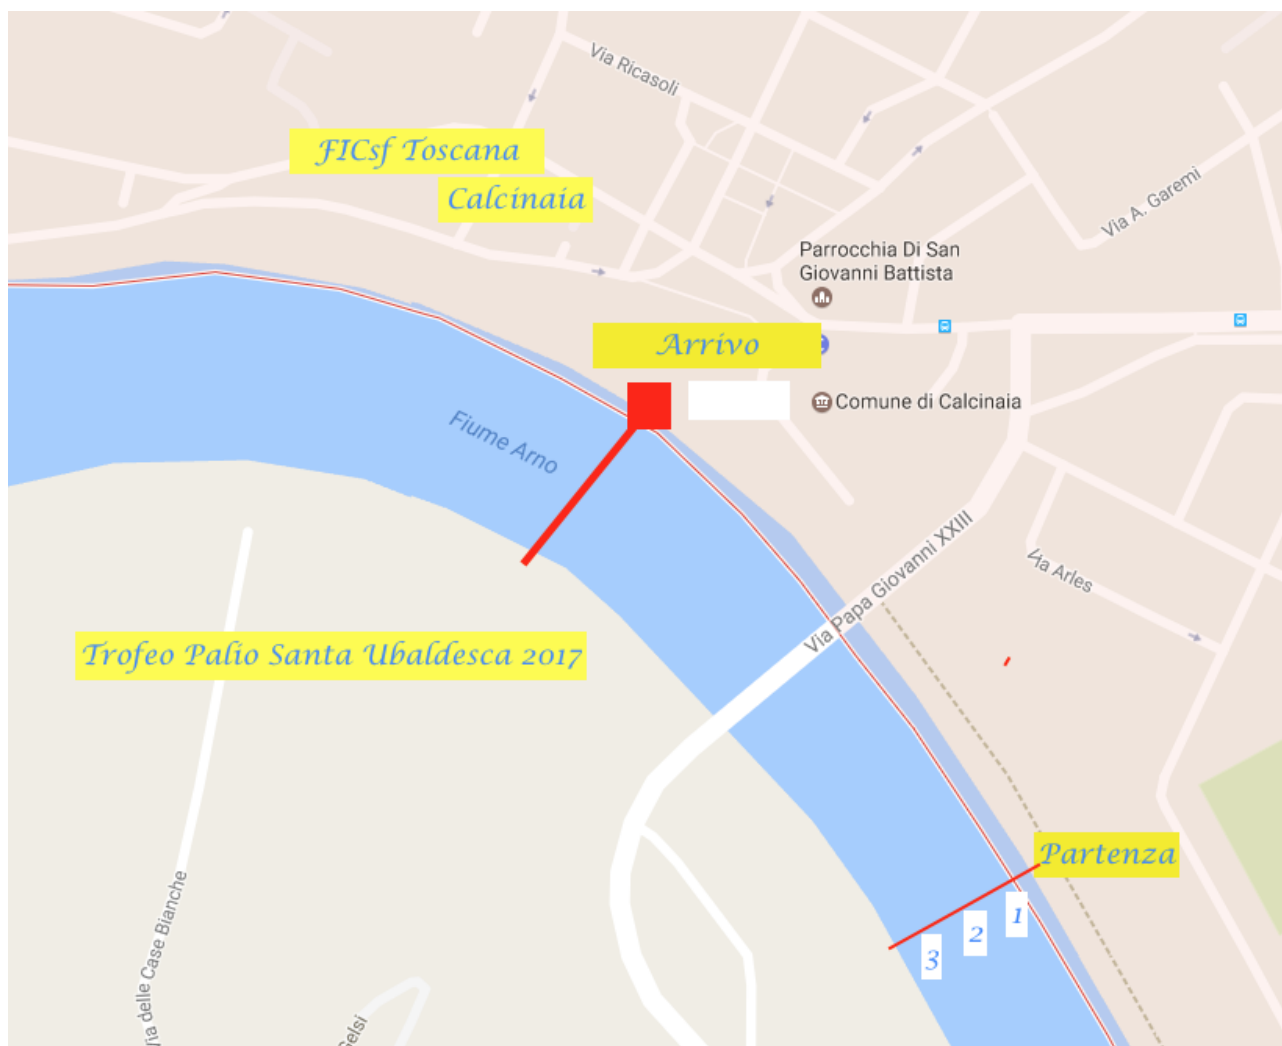 Via Ricasoli
FICsf Toscana
Calcinaia
Via A. Garemi
Parrocchia Di San
Giovanni Battista
Arrivo
Comune di Calcinaia
Fiume Arno
Via Papa Giovanni XXIII
Via Arles
Trofeo Palio Santa Ubaldesca 2017
Partenza
1
2
3
Via delle Case Bianche